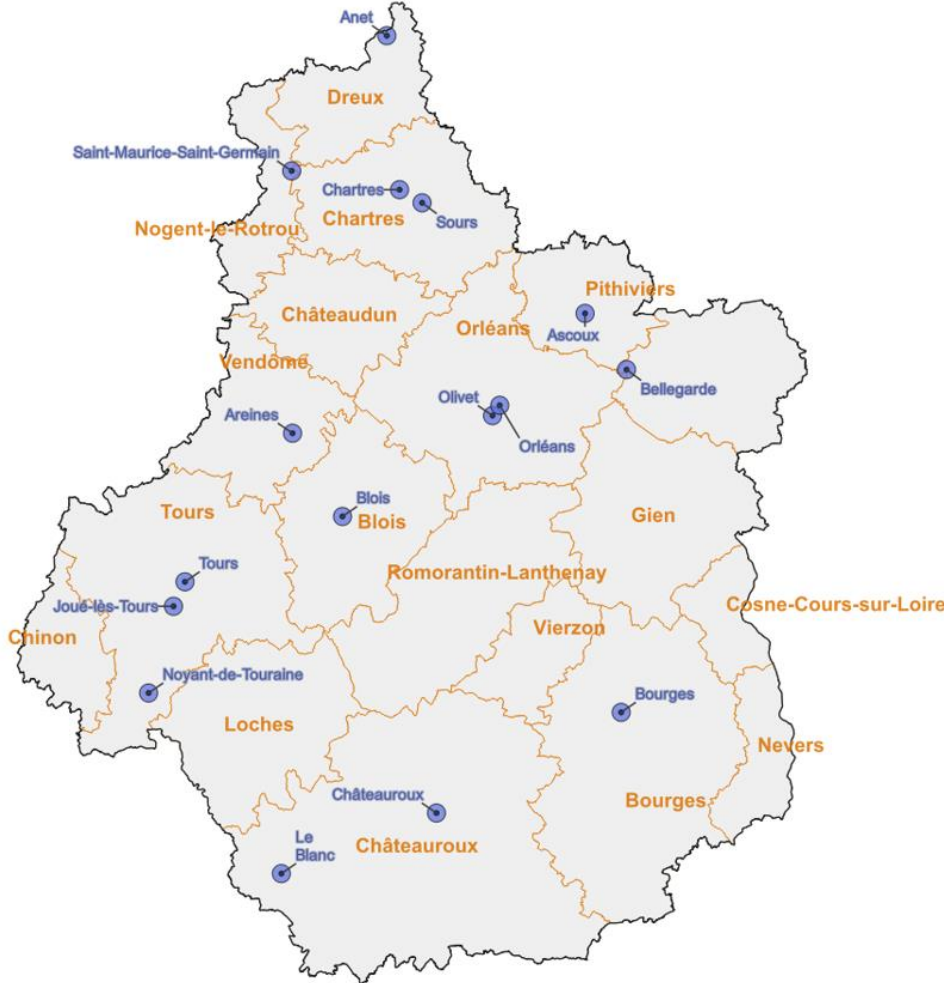 Anet
Dreux
Saint-Maurice-Saint-Germain
Chartres
Chartres
Sours
Nogent-le-Rotrou
Pithiviers
Châteaudun
Orléans
Ascoux
Vendôme
Bellegarde
Olivet
Areines
Orléans
Blois
Blois
Tours
Gien
Tours
Romorantin-Lanthenay
Joué-lès-Tours
Cosne-Cours-sur-Loire
Vierzon
Chinon
Noyant-de-Touraine
Bourges
Loches
Nevers
Châteauroux
Bourges
Le
Blanc
Châteauroux